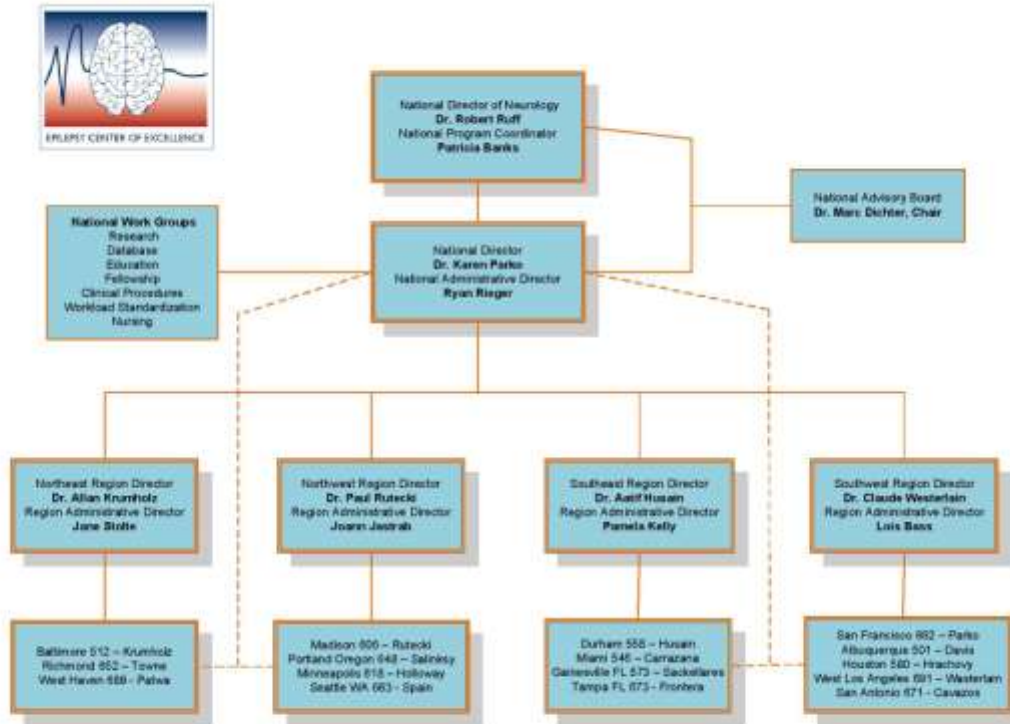 EPILEPSY CENTER OF EXCELLENCE
National Director of Neurology
Dr. Robert Ruff
National Program Coordinator
Patricia Banks
National Advisory Board
Dr. Marc Dichter, Chair
National Work Groups
Research
Database
Education
Fellowship
Clinical Procedures
Workload Standardization
Nursing
National Director
Dr. Karen Parko
National Administrative Director
Ryan Rieger
Northeast Region Director
Dr. Allan Krumholz
Region Administrative Director
Jane Stolte
Northwest Region Director
Dr. Paul Rutecki
Region Administrative Director
Joann Jastrab
Southeast Region Director
Dr. Aatif Husain
Region Administrative Director
Pamela Kelly
Southwest Region Director
Dr. Claude Westerlain
Region Administrative Director
Lois Bass
Baltimore 512 – Krumholz
Richmond 652 – Towne
West Haven 689 - Patwa
Madison – Rutecki
Portland Oregon 648 – Salinksy
Minneapolis 618 – Holloway
Seattle WA 663 - Spain
Durham 558 – Husain
Miami 546 – Carrazana
Gainesville FL 573 – Sackellares
Tampa FL 673 - Frontera
San Francisco 662 – Parko
Albuquerque 501 – Davis
Houston 580 – Hrachovy
West Los Angeles 691 –
San Antonio 671 - Cavazos